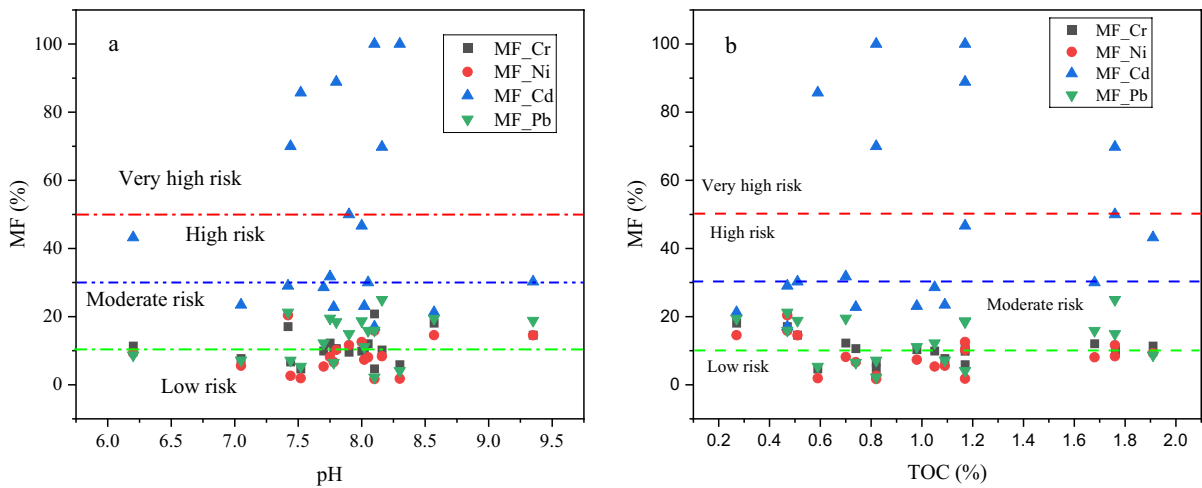 a
MF_Cr
MF_Ni
MF_Cd
MF_Pb
Very high risk
High risk
Moderate risk
Low risk
100
80
60
40
20
0
MF (%)
6.0 6.5 7.0 7.5 8.0 8.5 9.0 9.5
pH
b
MF_Cr
MF_Ni
MF_Cd
MF_Pb
Very high risk
High risk
Moderate risk
Low risk
100
80
60
40
20
0
MF (%)
0.2 0.4 0.6 0.8 1.0 1.2 1.4 1.6 1.8 2.0
TOC (%)